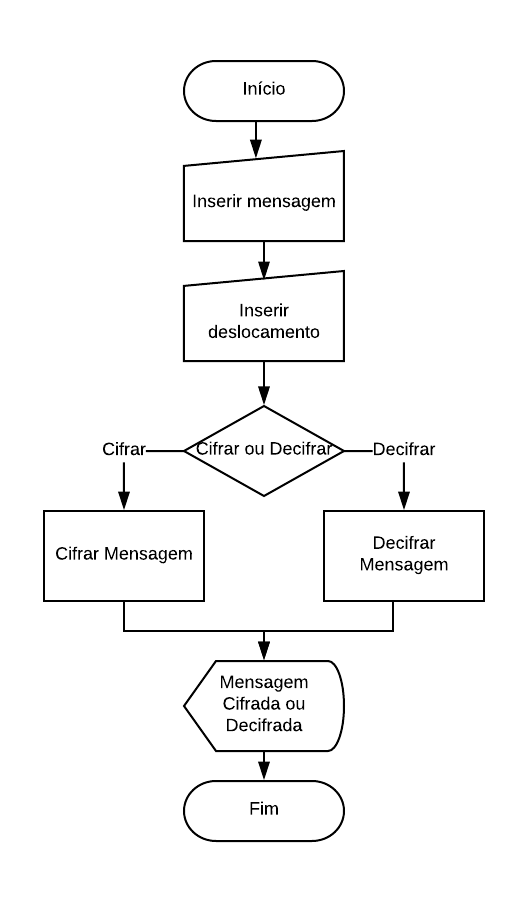 Início
Inserir mensagem
Inserir
deslocamento
Cifrar
Cifrar ou Decifrar
Decifrar
Cifrar Mensagem
Decifrar
Mensagem
Mensagem
Cifrada ou
Decifrada
Fim